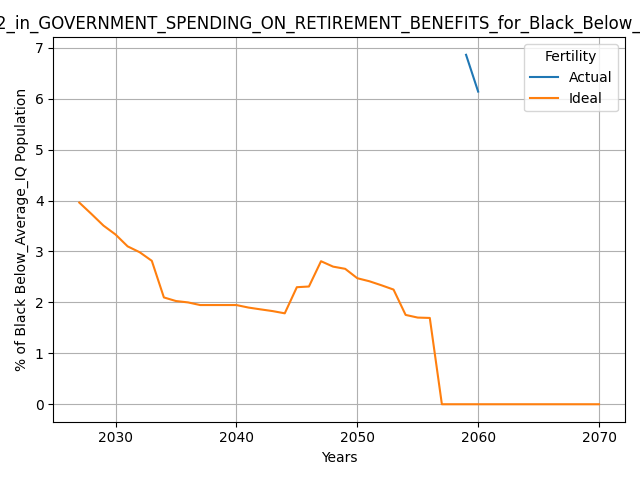 2_in_GOVERNMENT_SPENDING_ON_RETIREMENT_BENEFITS_for_Black_Below_
% of Black Below_Average_IQ Population
7
6
5
4
3
2
1
0
Fertility
Actual
Ideal
2030 2040 2050 2060 2070
Years